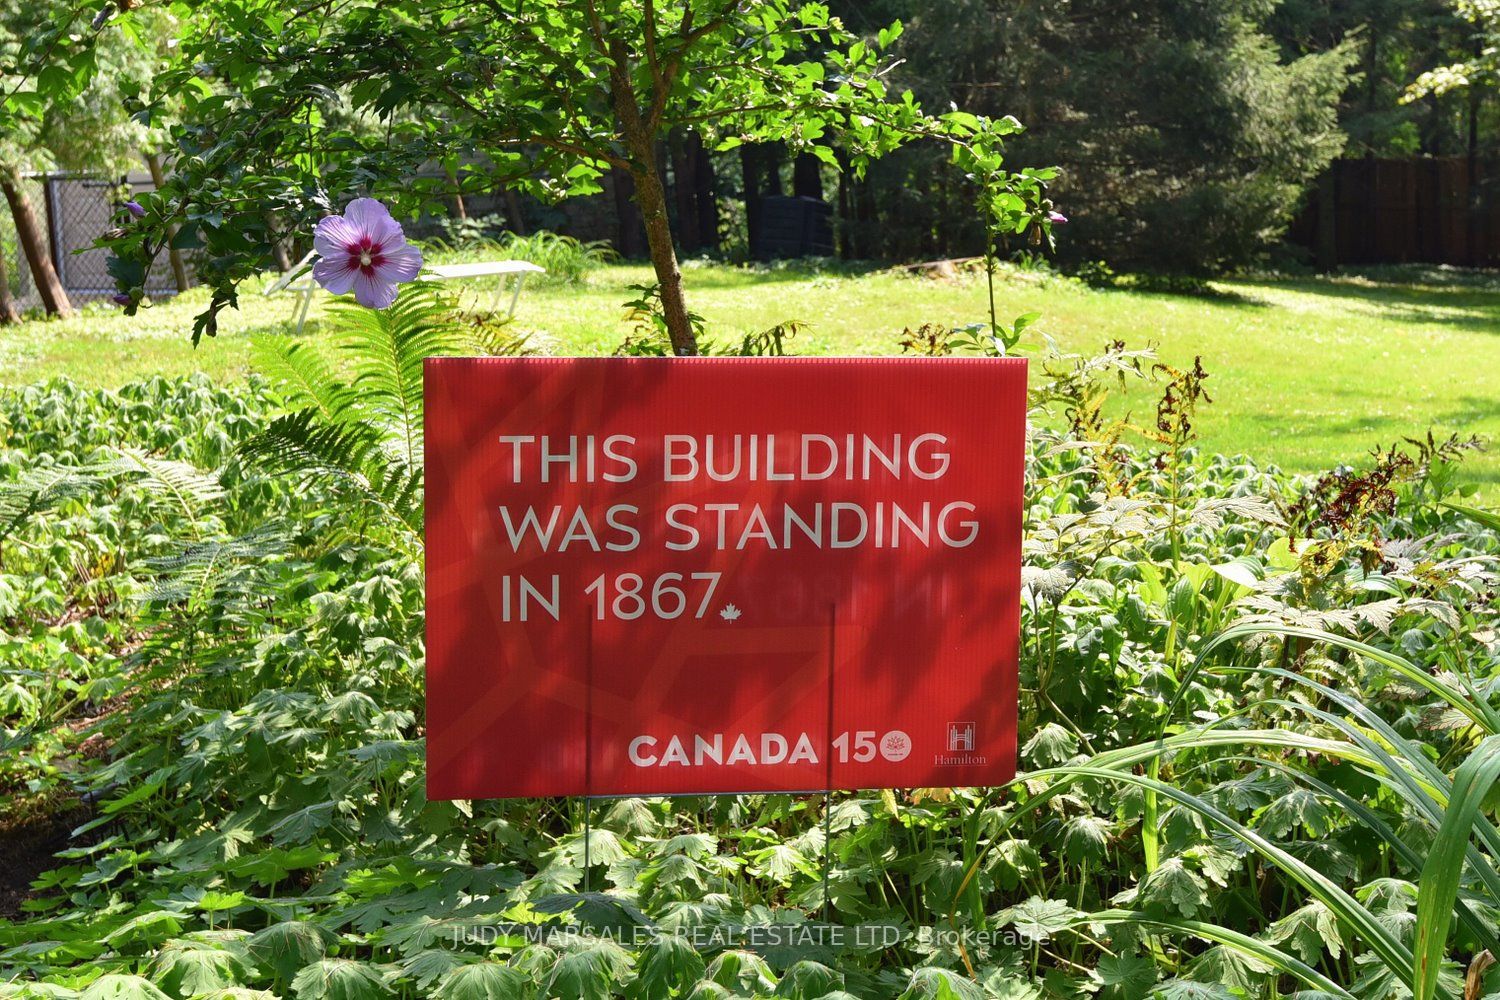 THIS BUILDING
WAS STANDING
IN 1867
CANADA 150
Hamilton
JUDY MARSALES REAL ESTATE LTD. Brokerage